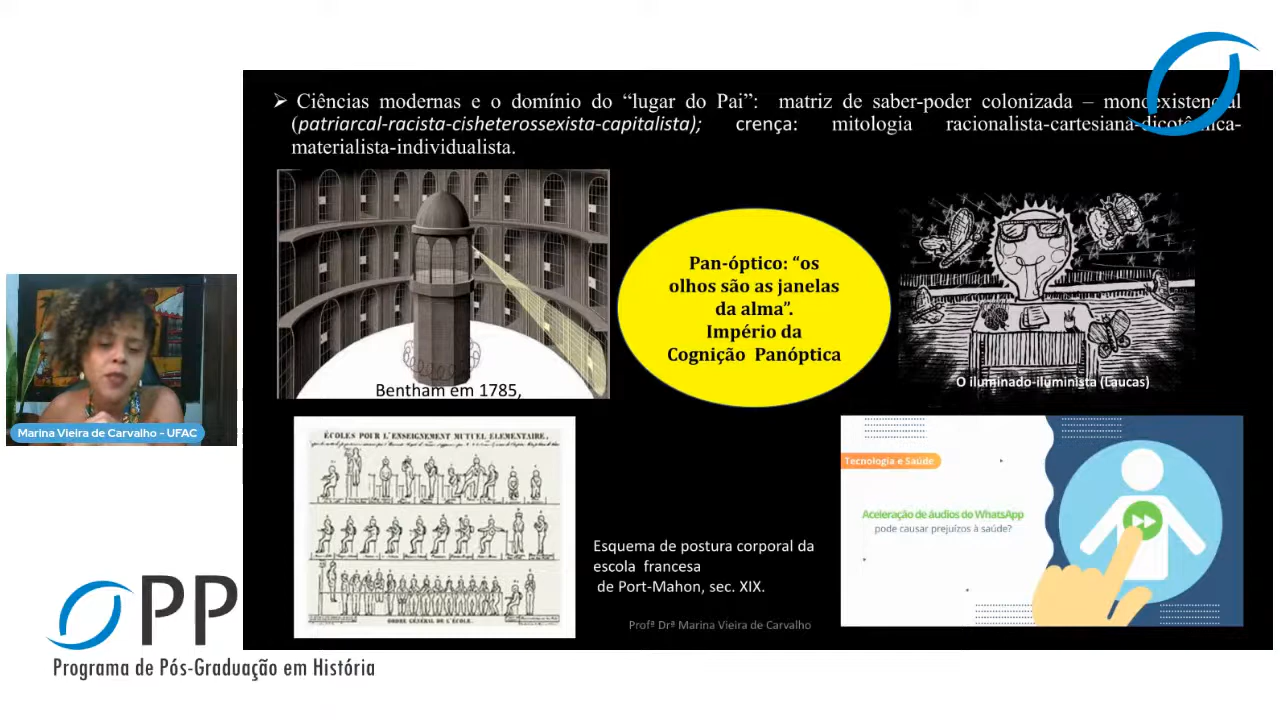 ➢ Ciências modernas e o domínio do “lugar do Pai”: matriz de saber-poder colonizada – monoexistencial
(patriarcal-racista-cisheterossexista-capitalista); crença: mitologia racionalista-cartesiana-dicotômica-
materialista-individualista.
Pan-óptico: “os
olhos são as janelas
da alma”.
Império da
Cognição Panóptica
Bentham em 1785,
O iluminado-iluminista (Laucas)
Marina Vieira de Carvalho - UFAC
ÉCOLES POUR L'ENSEIGNEMENT MUTUEL ÉLÉMENTAIRE,
ORDRE GÉNÉRAL DE L'ÉCOLE.
Esquema de postura corporal da
escola francesa
de Port-Mahon, sec. XIX.
Profª Drª Marina Vieira de Carvalho
Tecnologia e Saúde
Aceleração de áudios do WhatsApp
pode causar prejuízos à saúde?
PP
Programa de Pós-Graduação em História